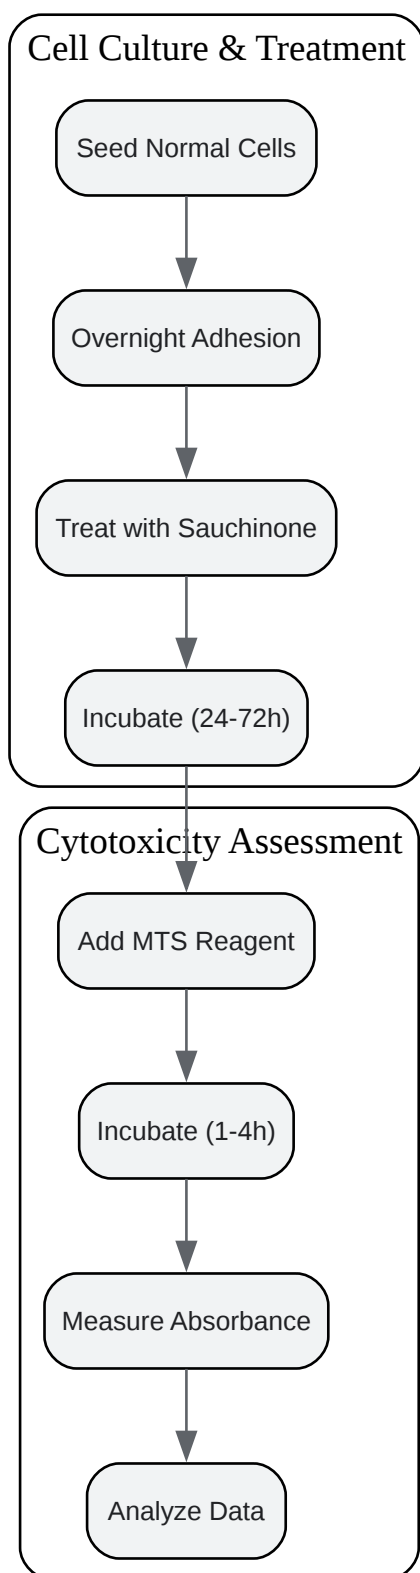 Cell Culture & Treatment
Seed Normal Cells
Overnight Adhesion
Treat with Sauchinone
Incubate (24-72h)
Cytotoxicity Assessment
Add MTS Reagent
Incubate (1-4h)
Measure Absorbance
Analyze Data